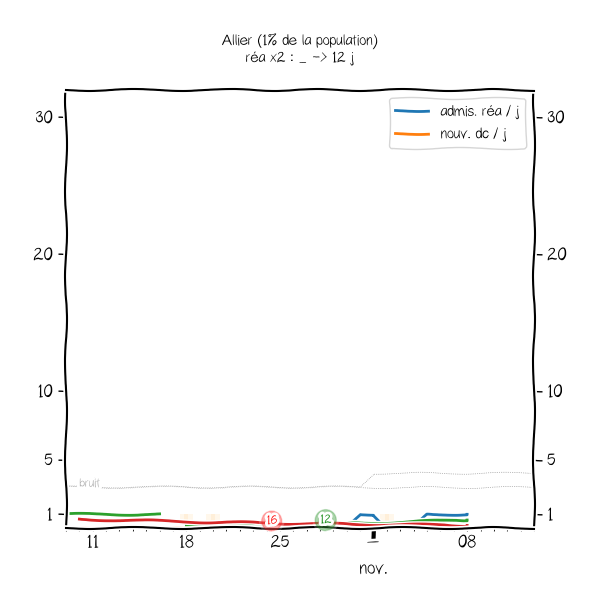 Allier (1% de la population)
réa x2 : _ -> 12 j
admis. réa / j
nouv. dc / j
30
30
20
20
10
10
5
5
bruit
1
1
16
12
11
18
25
1
08
nov.